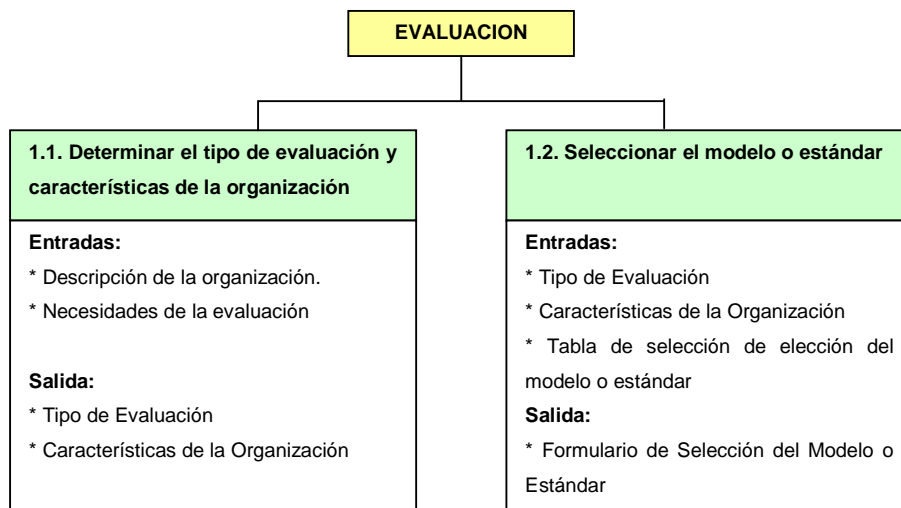 EVALUACION
1.1. Determinar el tipo de evaluación y
características de la organización
Entradas:
* Descripción de la organización.
* Necesidades de la evaluación
Salida:
* Tipo de Evaluación
* Características de la Organización
1.2. Seleccionar el modelo o estándar
Entradas:
* Tipo de Evaluación
* Características de la Organización
* Tabla de selección de elección del
modelo o estándar
Salida:
* Formulario de Selección del Modelo o
Estándar